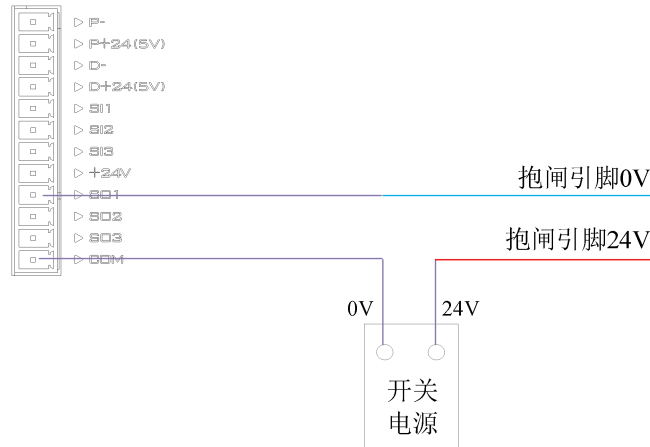 P-
P+24(5V)
D-
D+24(5V)
SI1
SI2
SI3
+24V
SO1
SO2
SO3
COM
抱闸引脚0V
抱闸引脚24V
0V
24V
开关
电源